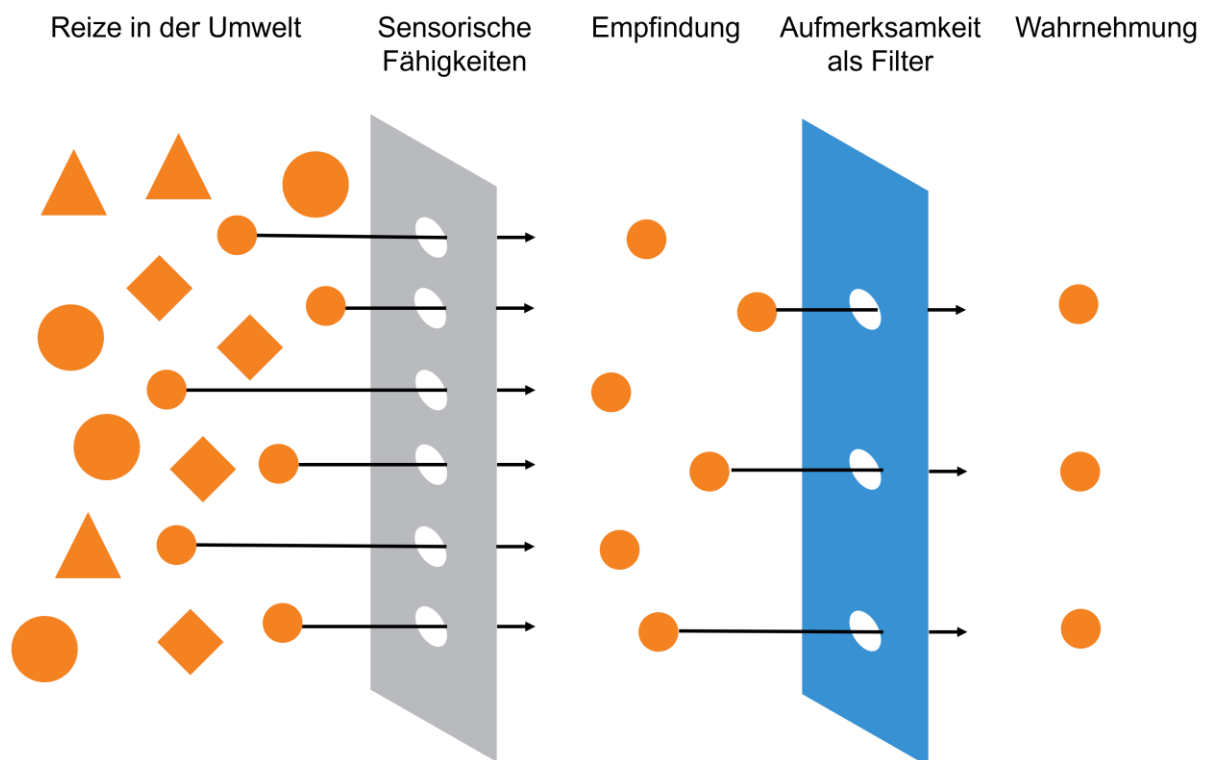 Reize in der Umwelt
Sensorische
Fähigkeiten
Empfindung
Aufmerksamkeit
als Filter
Wahrnehmung